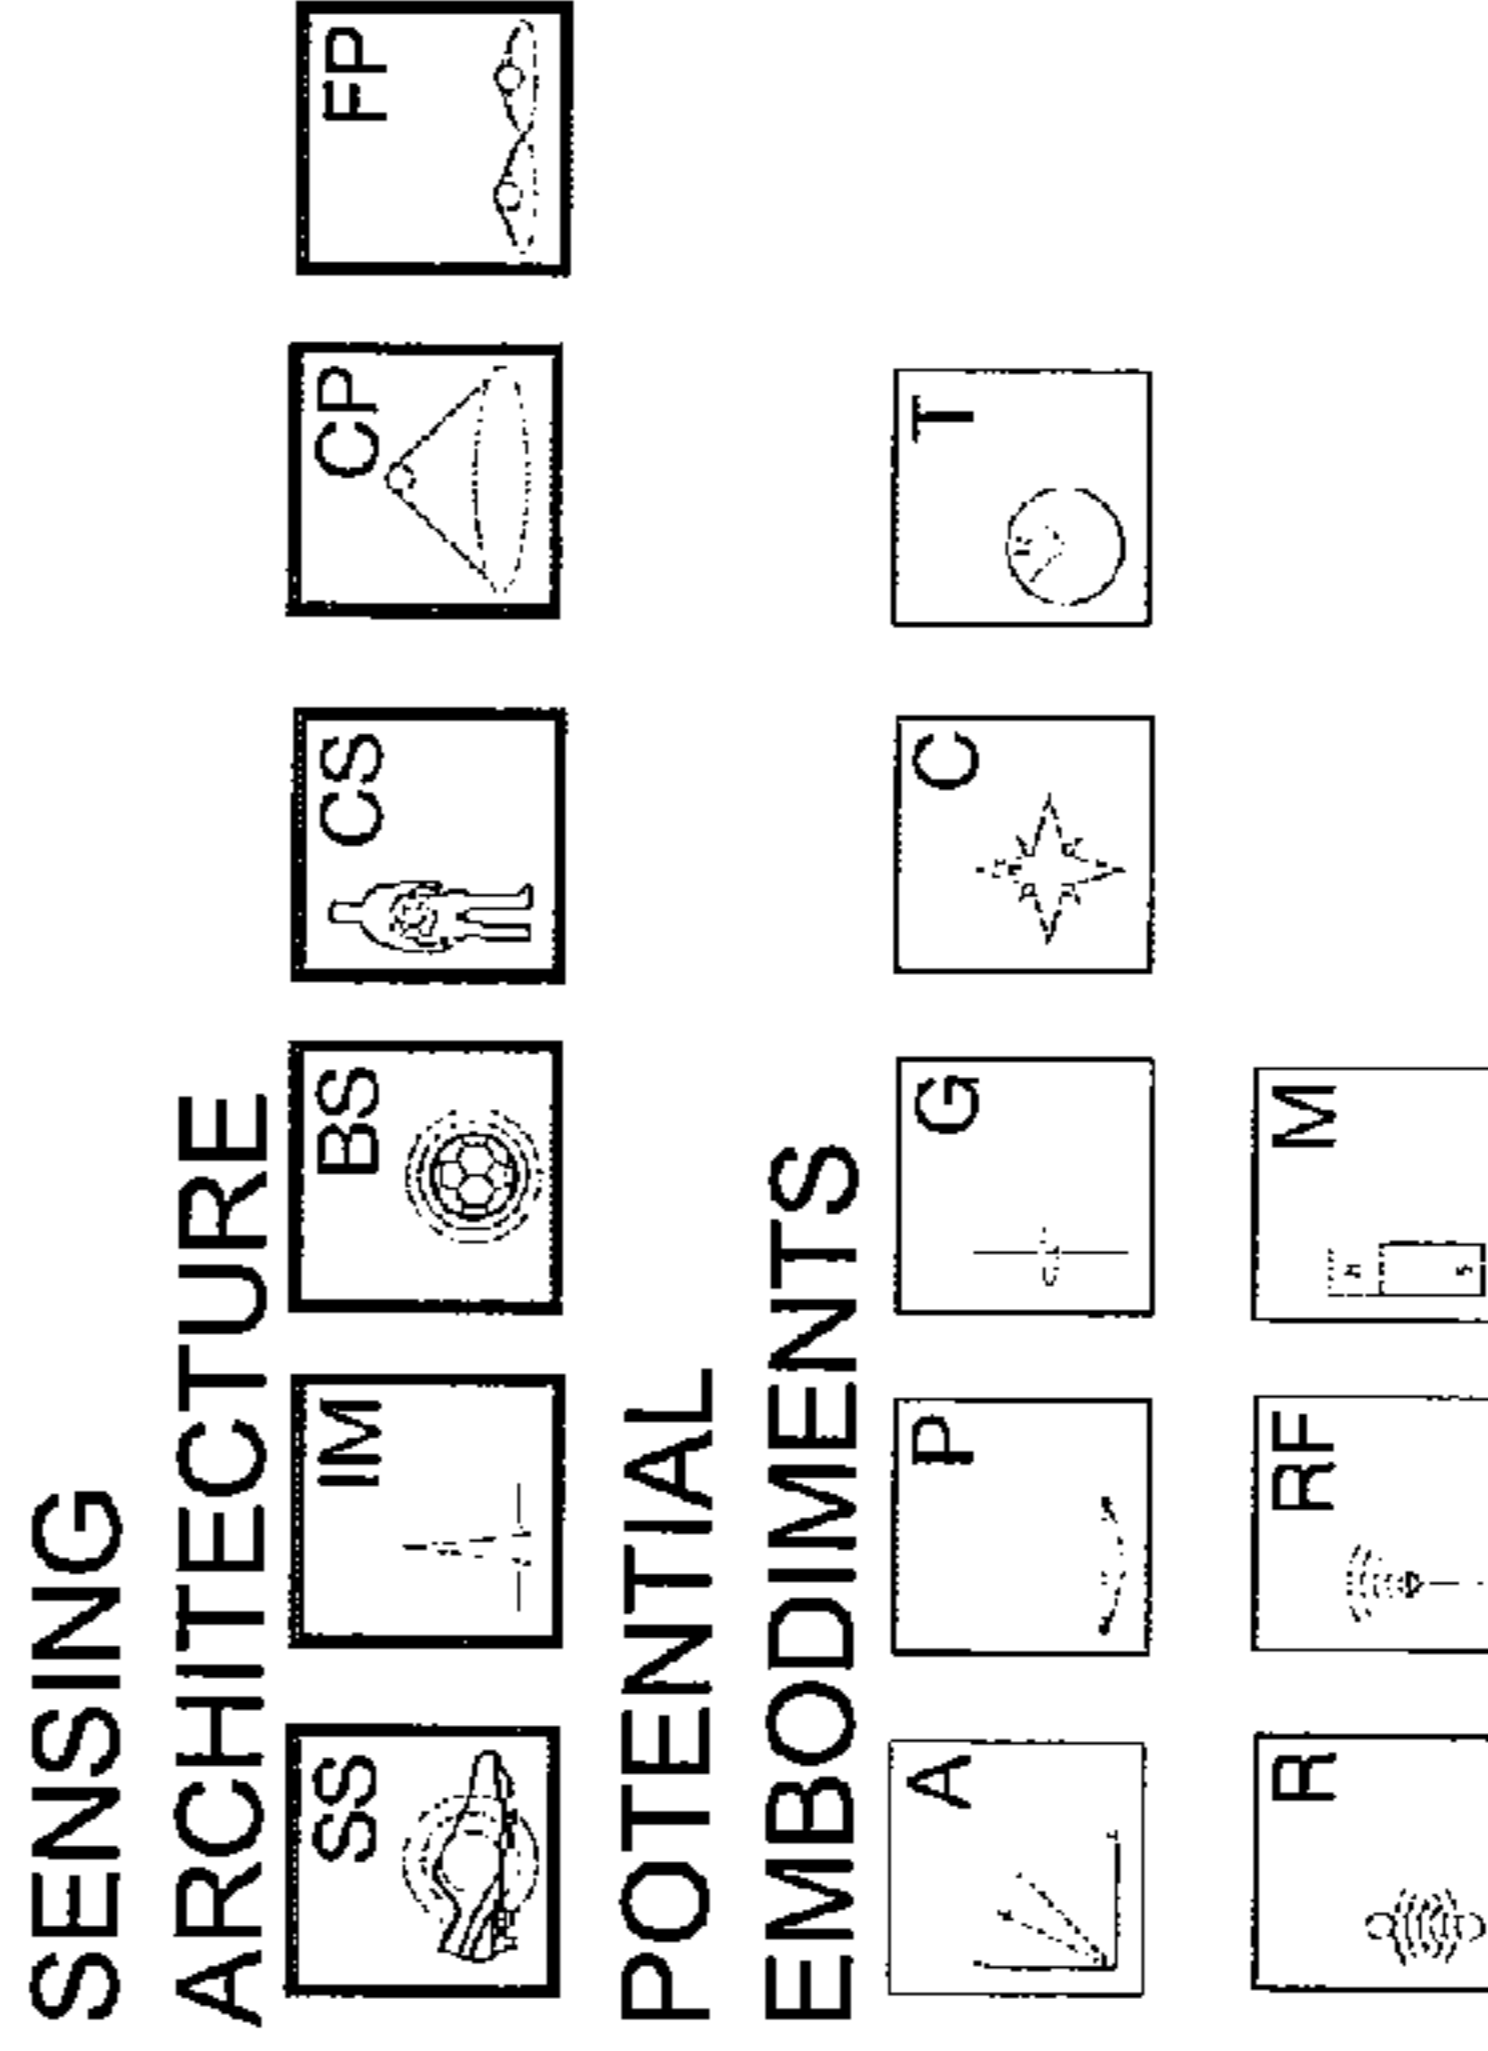 SENSING
ARCHITECTURE
SS IM BS CS CP FP
POTENTIAL
EMBODIMENTS
A P G C T
R RF M
N
S